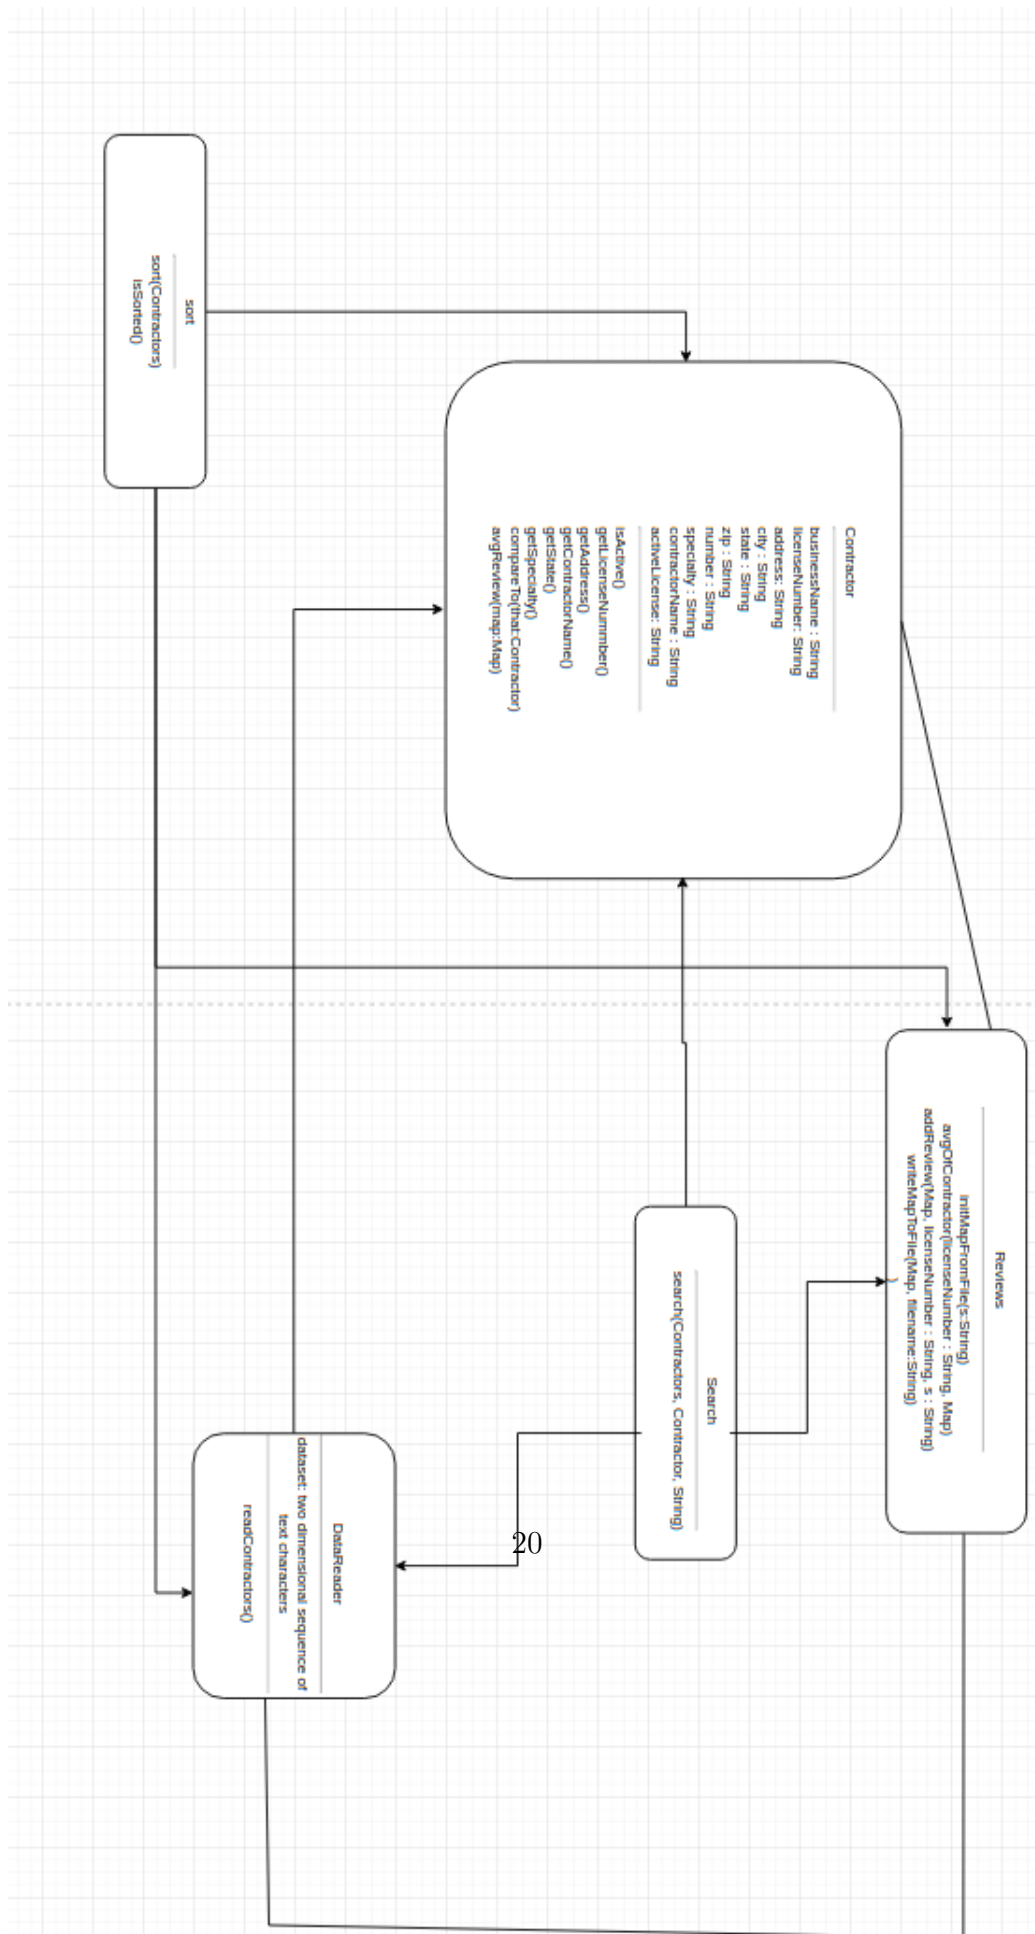 Contractor
businessName : String
licenseNumber: String
address: String
city : String
state : String
zip : String
number : String
specialty : String
contractorName : String
activeLicense: String
isActive()
getLicenseNummber()
getAddress()
getContractorName()
getState()
getSpecialty()
compareTo(that:Contractor)
avgReview(map:Map)
sort
sort(Contractors)
isSorted()
Reviews
initMapFromFile(s:String)
avgOfContractor(licenseNumber : String, Map)
addReview(Map, licenseNumber : String, s : String)
writeMapToFile(Map, filename:String)
)
Search
search(Contractors, Contractor, String)
DataReader
dataset: two dimensional sequence of
text characters
readContractors()
20